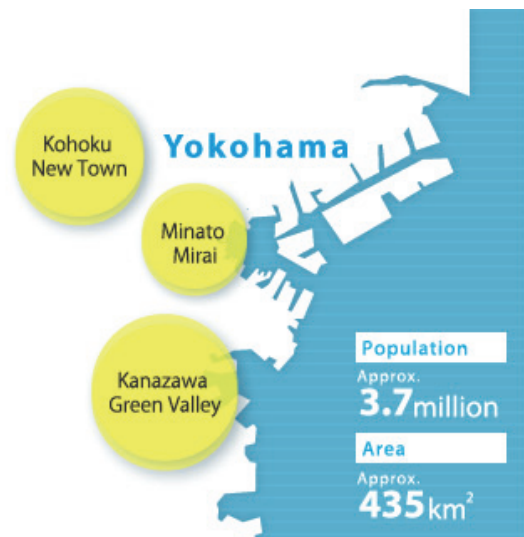 Kohoku
New Town
Yokohama
Minato
Mirai
Kanazawa
Green Valley
Population
Approx.
3.7million
Area
Approx.
435km²